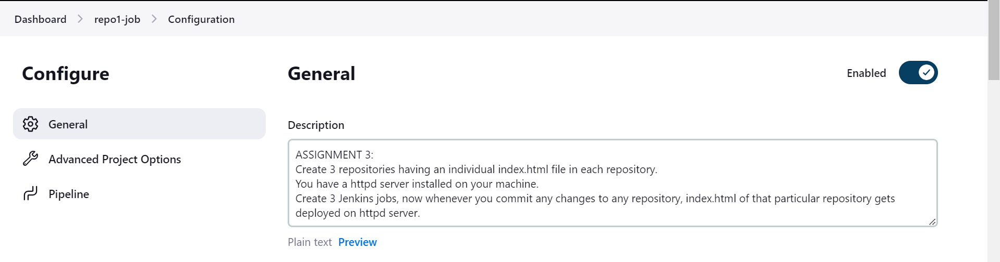 Dashboard > repo1-job > Configuration
Configure
General
Advanced Project Options
Pipeline
General
Enabled
Description
ASSIGNMENT 3:
Create 3 repositories having an individual index.html file in each repository.
You have a httpd server installed on your machine.
Create 3 Jenkins jobs, now whenever you commit any changes to any repository, index.html of that particular repository gets
deployed on httpd server.
Plain text Preview